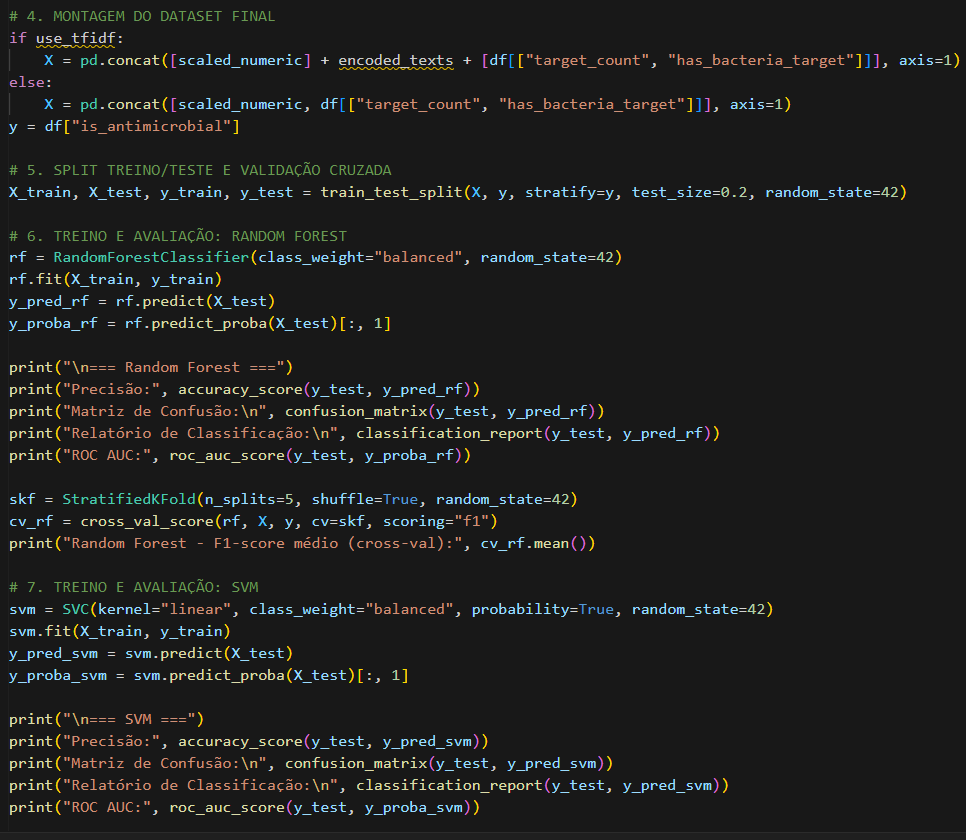 # 4. MONTAGEM DO DATASET FINAL
if use_tfidf:
    X = pd.concat([scaled_numeric] + encoded_texts + [df[["target_count", "has_bacteria_target"]]], axis=1)
else:
    X = pd.concat([scaled_numeric, df[["target_count", "has_bacteria_target"]]], axis=1)
y = df["is_antimicrobial"]

# 5. SPLIT TREINO/TESTE E VALIDAÇÃO CRUZADA
X_train, X_test, y_train, y_test = train_test_split(X, y, stratify=y, test_size=0.2, random_state=42)

# 6. TREINO E AVALIAÇÃO: RANDOM FOREST
rf = RandomForestClassifier(class_weight="balanced", random_state=42)
rf.fit(X_train, y_train)
y_pred_rf = rf.predict(X_test)
y_proba_rf = rf.predict_proba(X_test)[:, 1]

print("\n=== Random Forest ===")
print("Precisão:", accuracy_score(y_test, y_pred_rf))
print("Matriz de Confusão:\n", confusion_matrix(y_test, y_pred_rf))
print("Relatório de Classificação:\n", classification_report(y_test, y_pred_rf))
print("ROC AUC:", roc_auc_score(y_test, y_proba_rf))

skf = StratifiedKFold(n_splits=5, shuffle=True, random_state=42)
cv_rf = cross_val_score(rf, X, y, cv=skf, scoring="f1")
print("Random Forest - F1-score médio (cross-val):", cv_rf.mean())

# 7. TREINO E AVALIAÇÃO: SVM
svm = SVC(kernel="linear", class_weight="balanced", probability=True, random_state=42)
svm.fit(X_train, y_train)
y_pred_svm = svm.predict(X_test)
y_proba_svm = svm.predict_proba(X_test)[:, 1]

print("\n=== SVM ===")
print("Precisão:", accuracy_score(y_test, y_pred_svm))
print("Matriz de Confusão:\n", confusion_matrix(y_test, y_pred_svm))
print("Relatório de Classificação:\n", classification_report(y_test, y_pred_svm))
print("ROC AUC:", roc_auc_score(y_test, y_proba_svm))